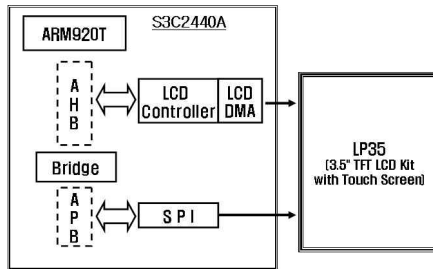 S3C2440A
ARM920T
A
H
B
LCD
Controller
LCD
DMA
Bridge
A
P
B
SPI
LP35
(3.5" TFT LCD Kit
with Touch Screen)